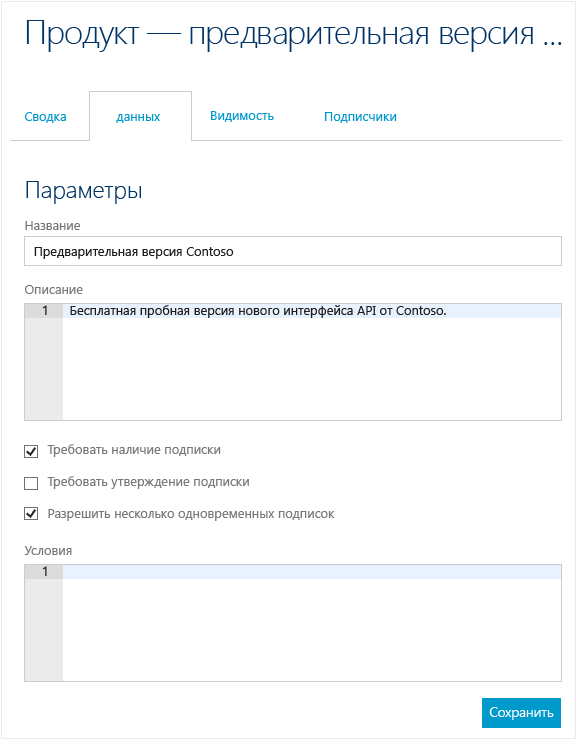 Продукт — предварительная версия ...
Сводка данных Видимость Подписчики
Параметры
Название
Предварительная версия Contoso
Описание
1 Бесплатная пробная версия нового интерфейса API от Contoso.
Требовать наличие подписки
Требовать утверждение подписки
Разрешить несколько одновременных подписок
Условия
1
Сохранить